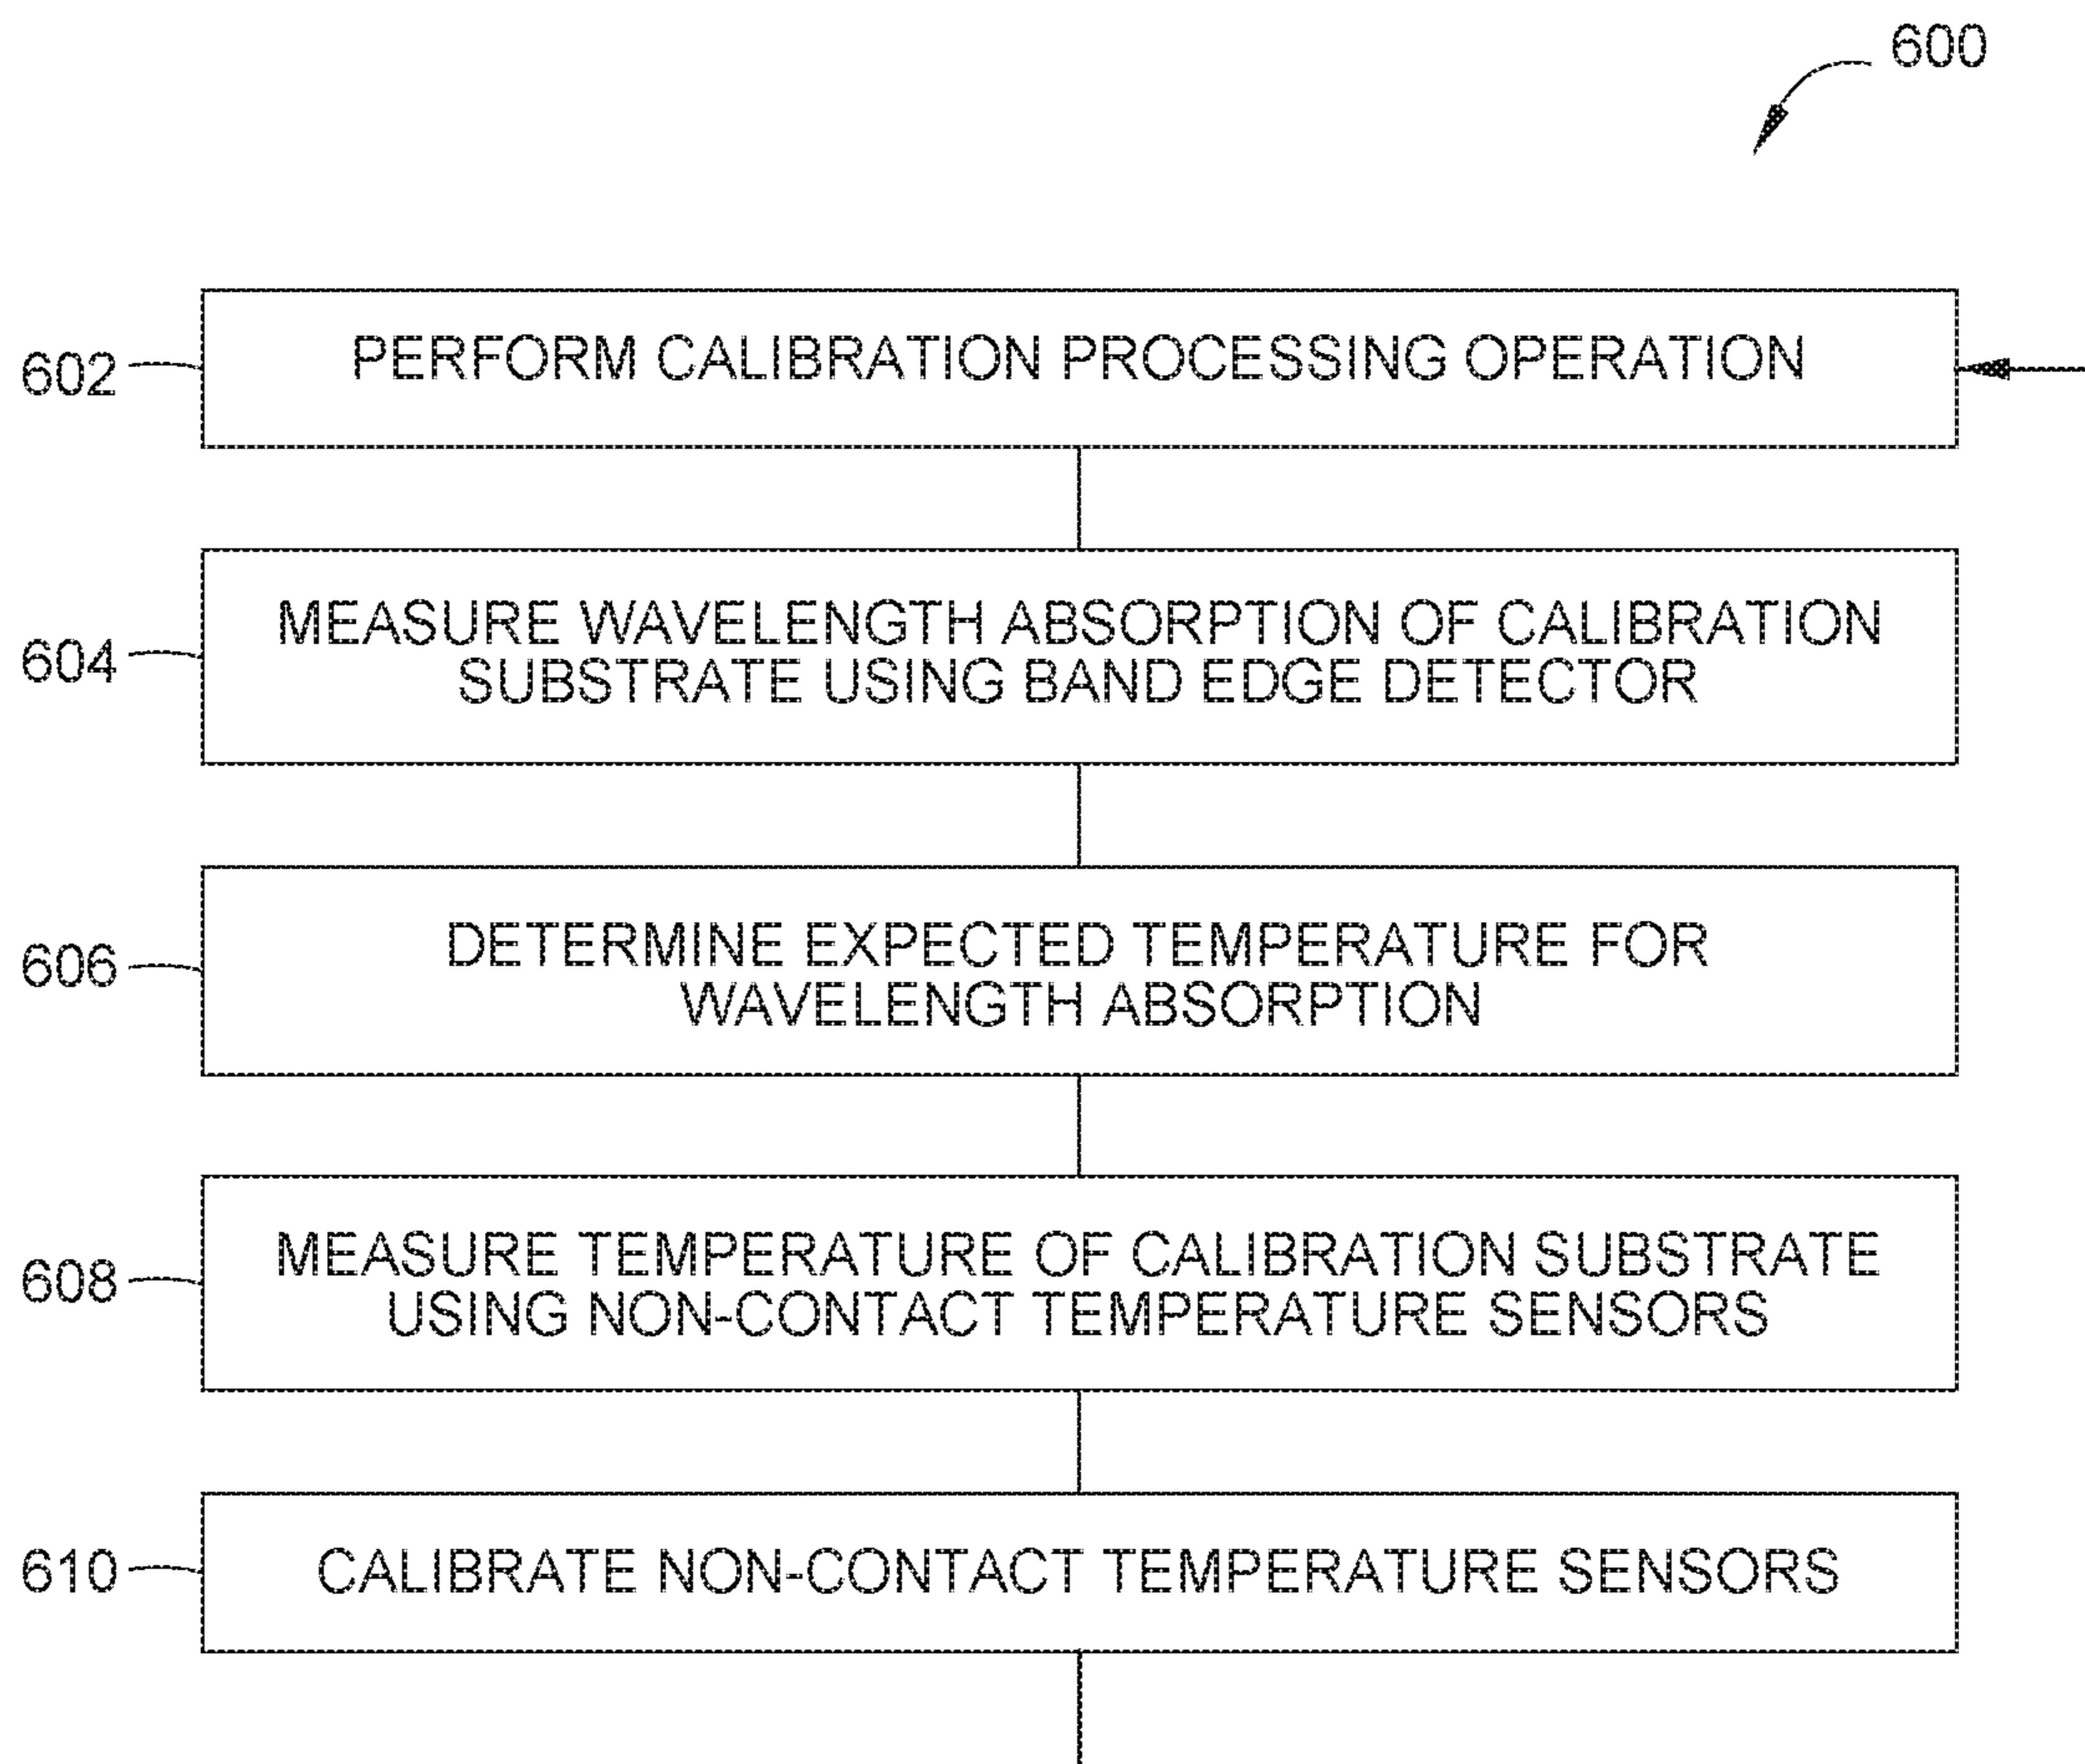 600
602
PERFORM CALIBRATION PROCESSING OPERATION
604
MEASURE WAVELENGTH ABSORPTION OF CALIBRATION
SUBSTRATE USING BAND EDGE DETECTOR
606
DETERMINE EXPECTED TEMPERATURE FOR
WAVELENGTH ABSORPTION
608
MEASURE TEMPERATURE OF CALIBRATION SUBSTRATE
USING NON-CONTACT TEMPERATURE SENSORS
610
CALIBRATE NON-CONTACT TEMPERATURE SENSORS